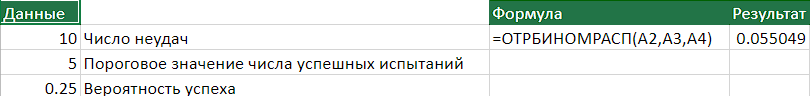 Данные Формула Результат
10 Число неудач =ОТРБИНОМРАСП(A2,A3,A4) 0.055049
5 Пороговое значение числа успешных испытаний
0.25 Вероятность успеха